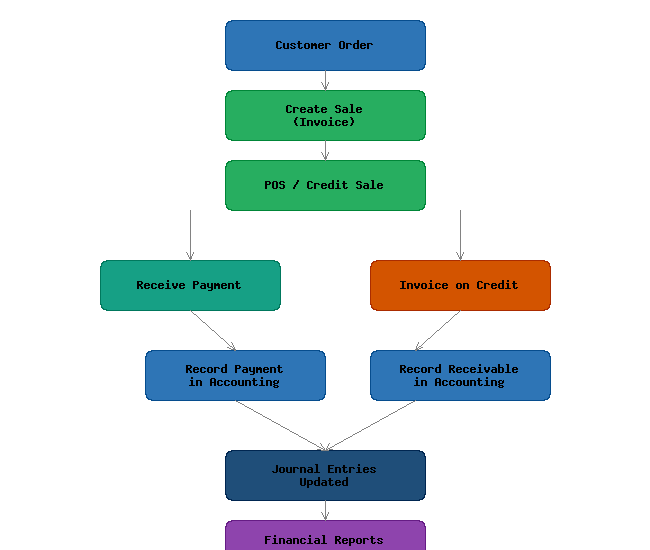 Customer Order
Create Sale
(Invoice)
POS / Credit Sale
Receive Payment
Invoice on Credit
Record Payment
in Accounting
Record Receivable
in Accounting
Journal Entries
Updated
Financial Reports